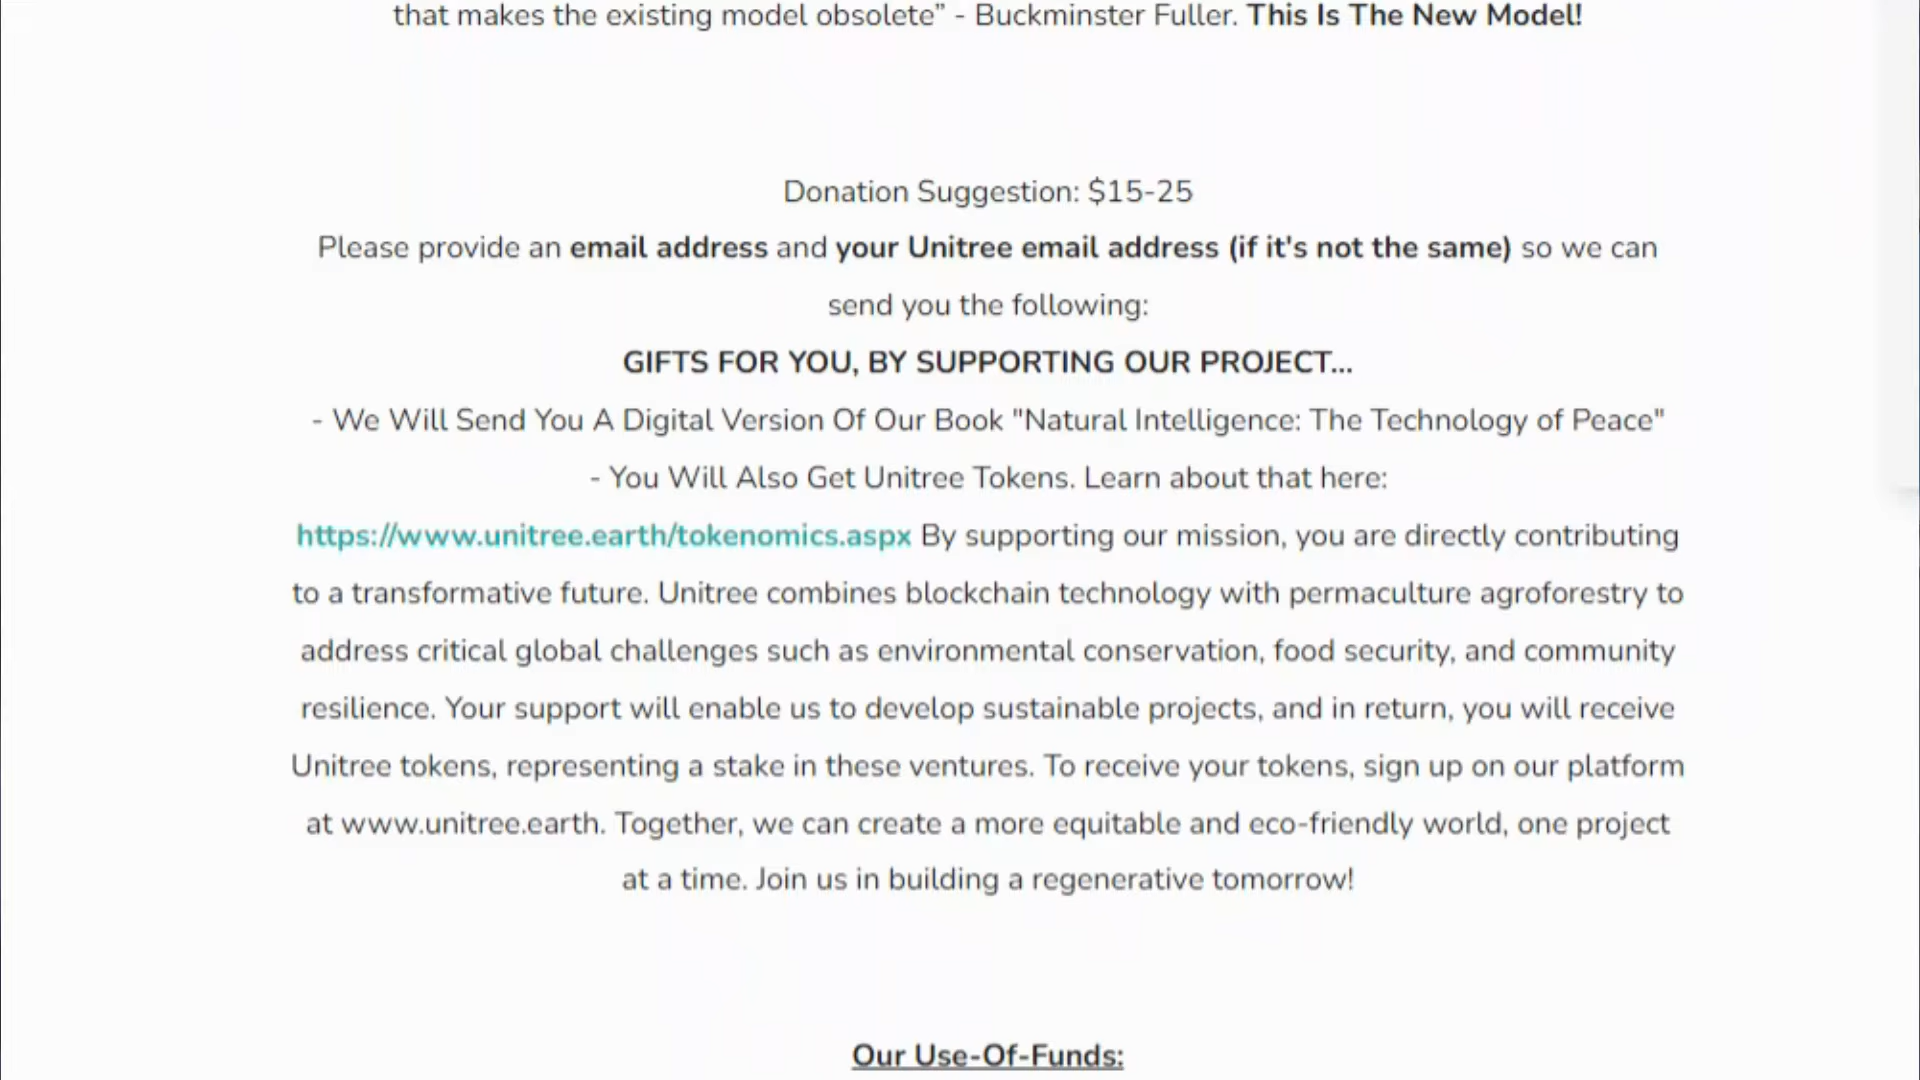 that makes the existing model obsolete” - Buckminster Fuller. This Is The New Model!
Donation Suggestion: $15-25
Please provide an email address and your Unitree email address (if it's not the same) so we can
send you the following:
GIFTS FOR YOU, BY SUPPORTING OUR PROJECT...
- We Will Send You A Digital Version Of Our Book "Natural Intelligence: The Technology of Peace"
- You Will Also Get Unitree Tokens. Learn about that here:
https://www.unitree.earth/tokenomics.aspx By supporting our mission, you are directly contributing
to a transformative future. Unitree combines blockchain technology with permaculture agroforestry to
address critical global challenges such as environmental conservation, food security, and community
resilience. Your support will enable us to develop sustainable projects, and in return, you will receive
Unitree tokens, representing a stake in these ventures. To receive your tokens, sign up on our platform
at www.unitree.earth. Together, we can create a more equitable and eco-friendly world, one project
at a time. Join us in building a regenerative tomorrow!
Our Use-Of-Funds: